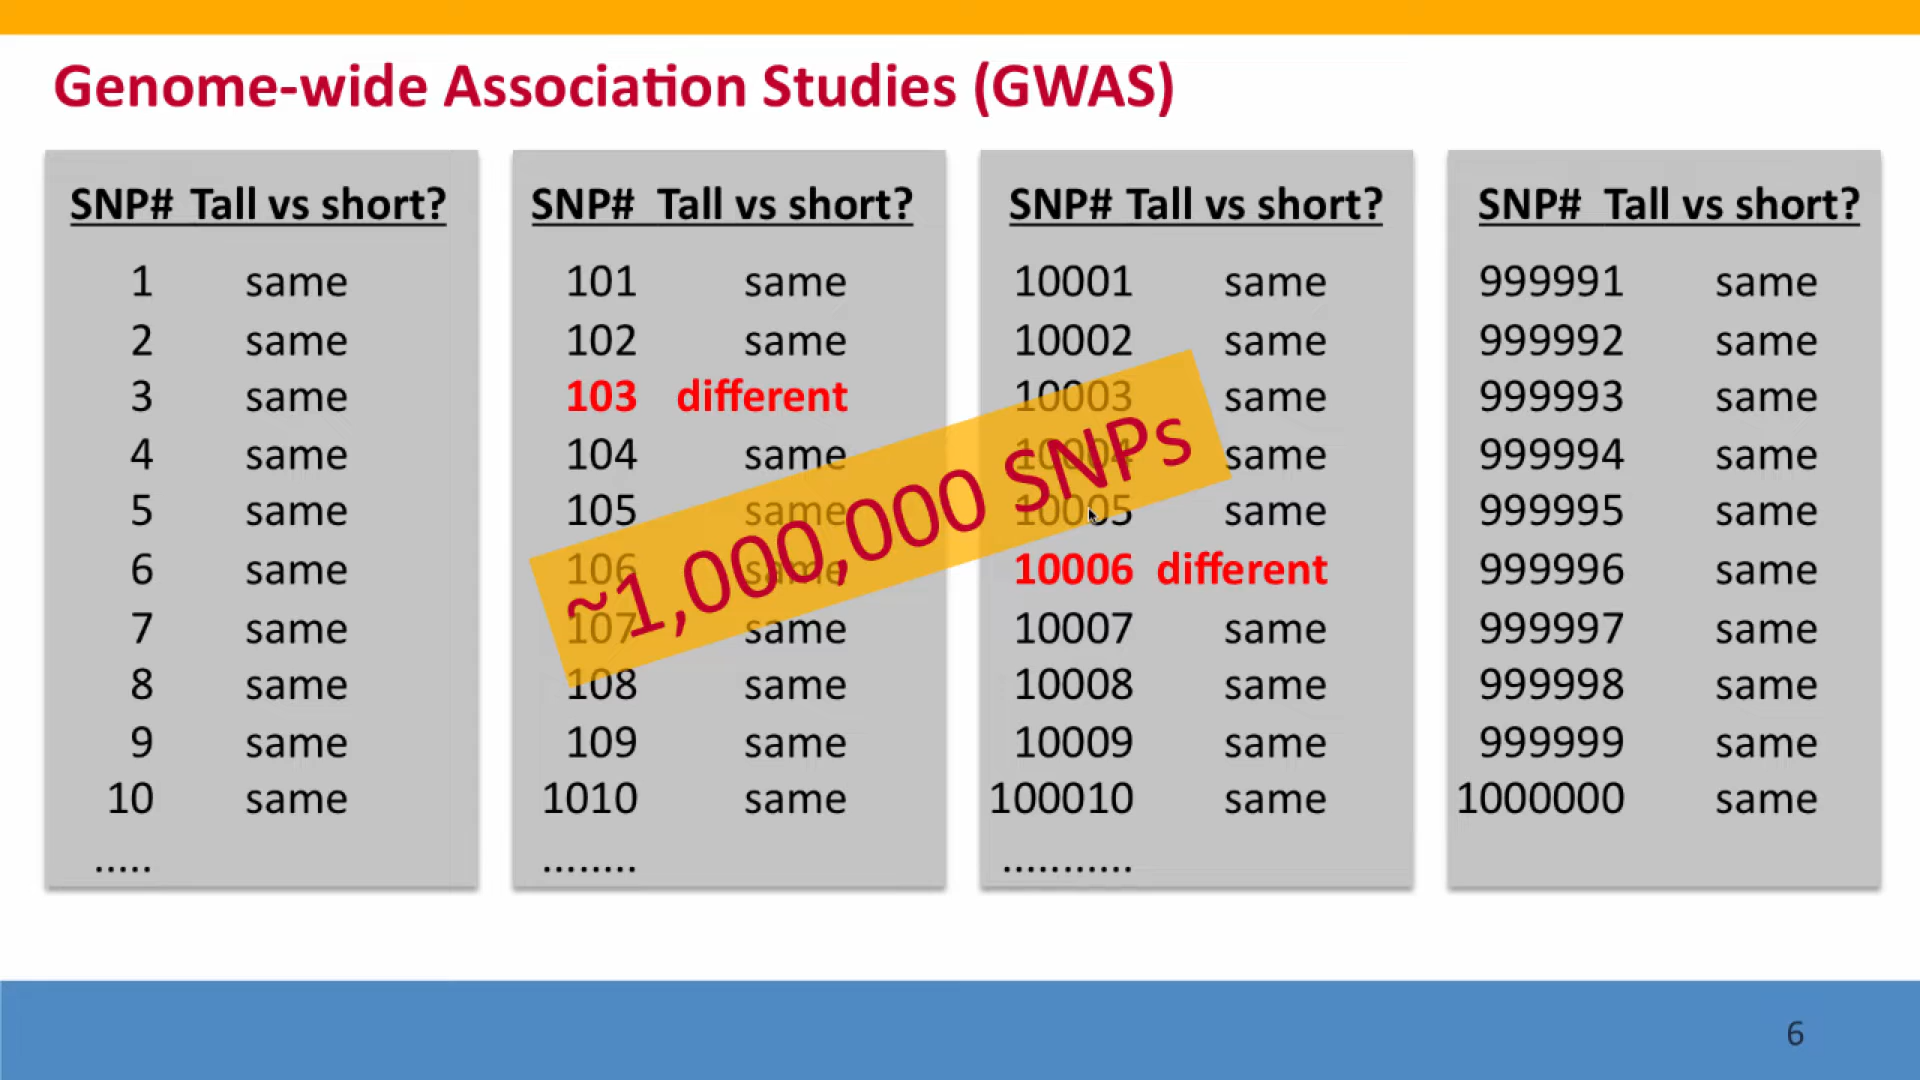 Genome-wide Association Studies (GWAS)
SNP# Tall vs short?
1 same
2 same
3 same
4 same
5 same
6 same
7 same
8 same
9 same
10 same
.....
SNP# Tall vs short?
101 same
102 same
103 different
104 same
105 same
106 same
107 same
108 same
109 same
1010 same
........
SNP# Tall vs short?
10001 same
10002 same
10003 same
10004 same
10005 same
10006 different
10007 same
10008 same
10009 same
100010 same
...........
SNP# Tall vs short?
999991 same
999992 same
999993 same
999994 same
999995 same
999996 same
999997 same
999998 same
999999 same
1000000 same
~1,000,000 SNPs
6